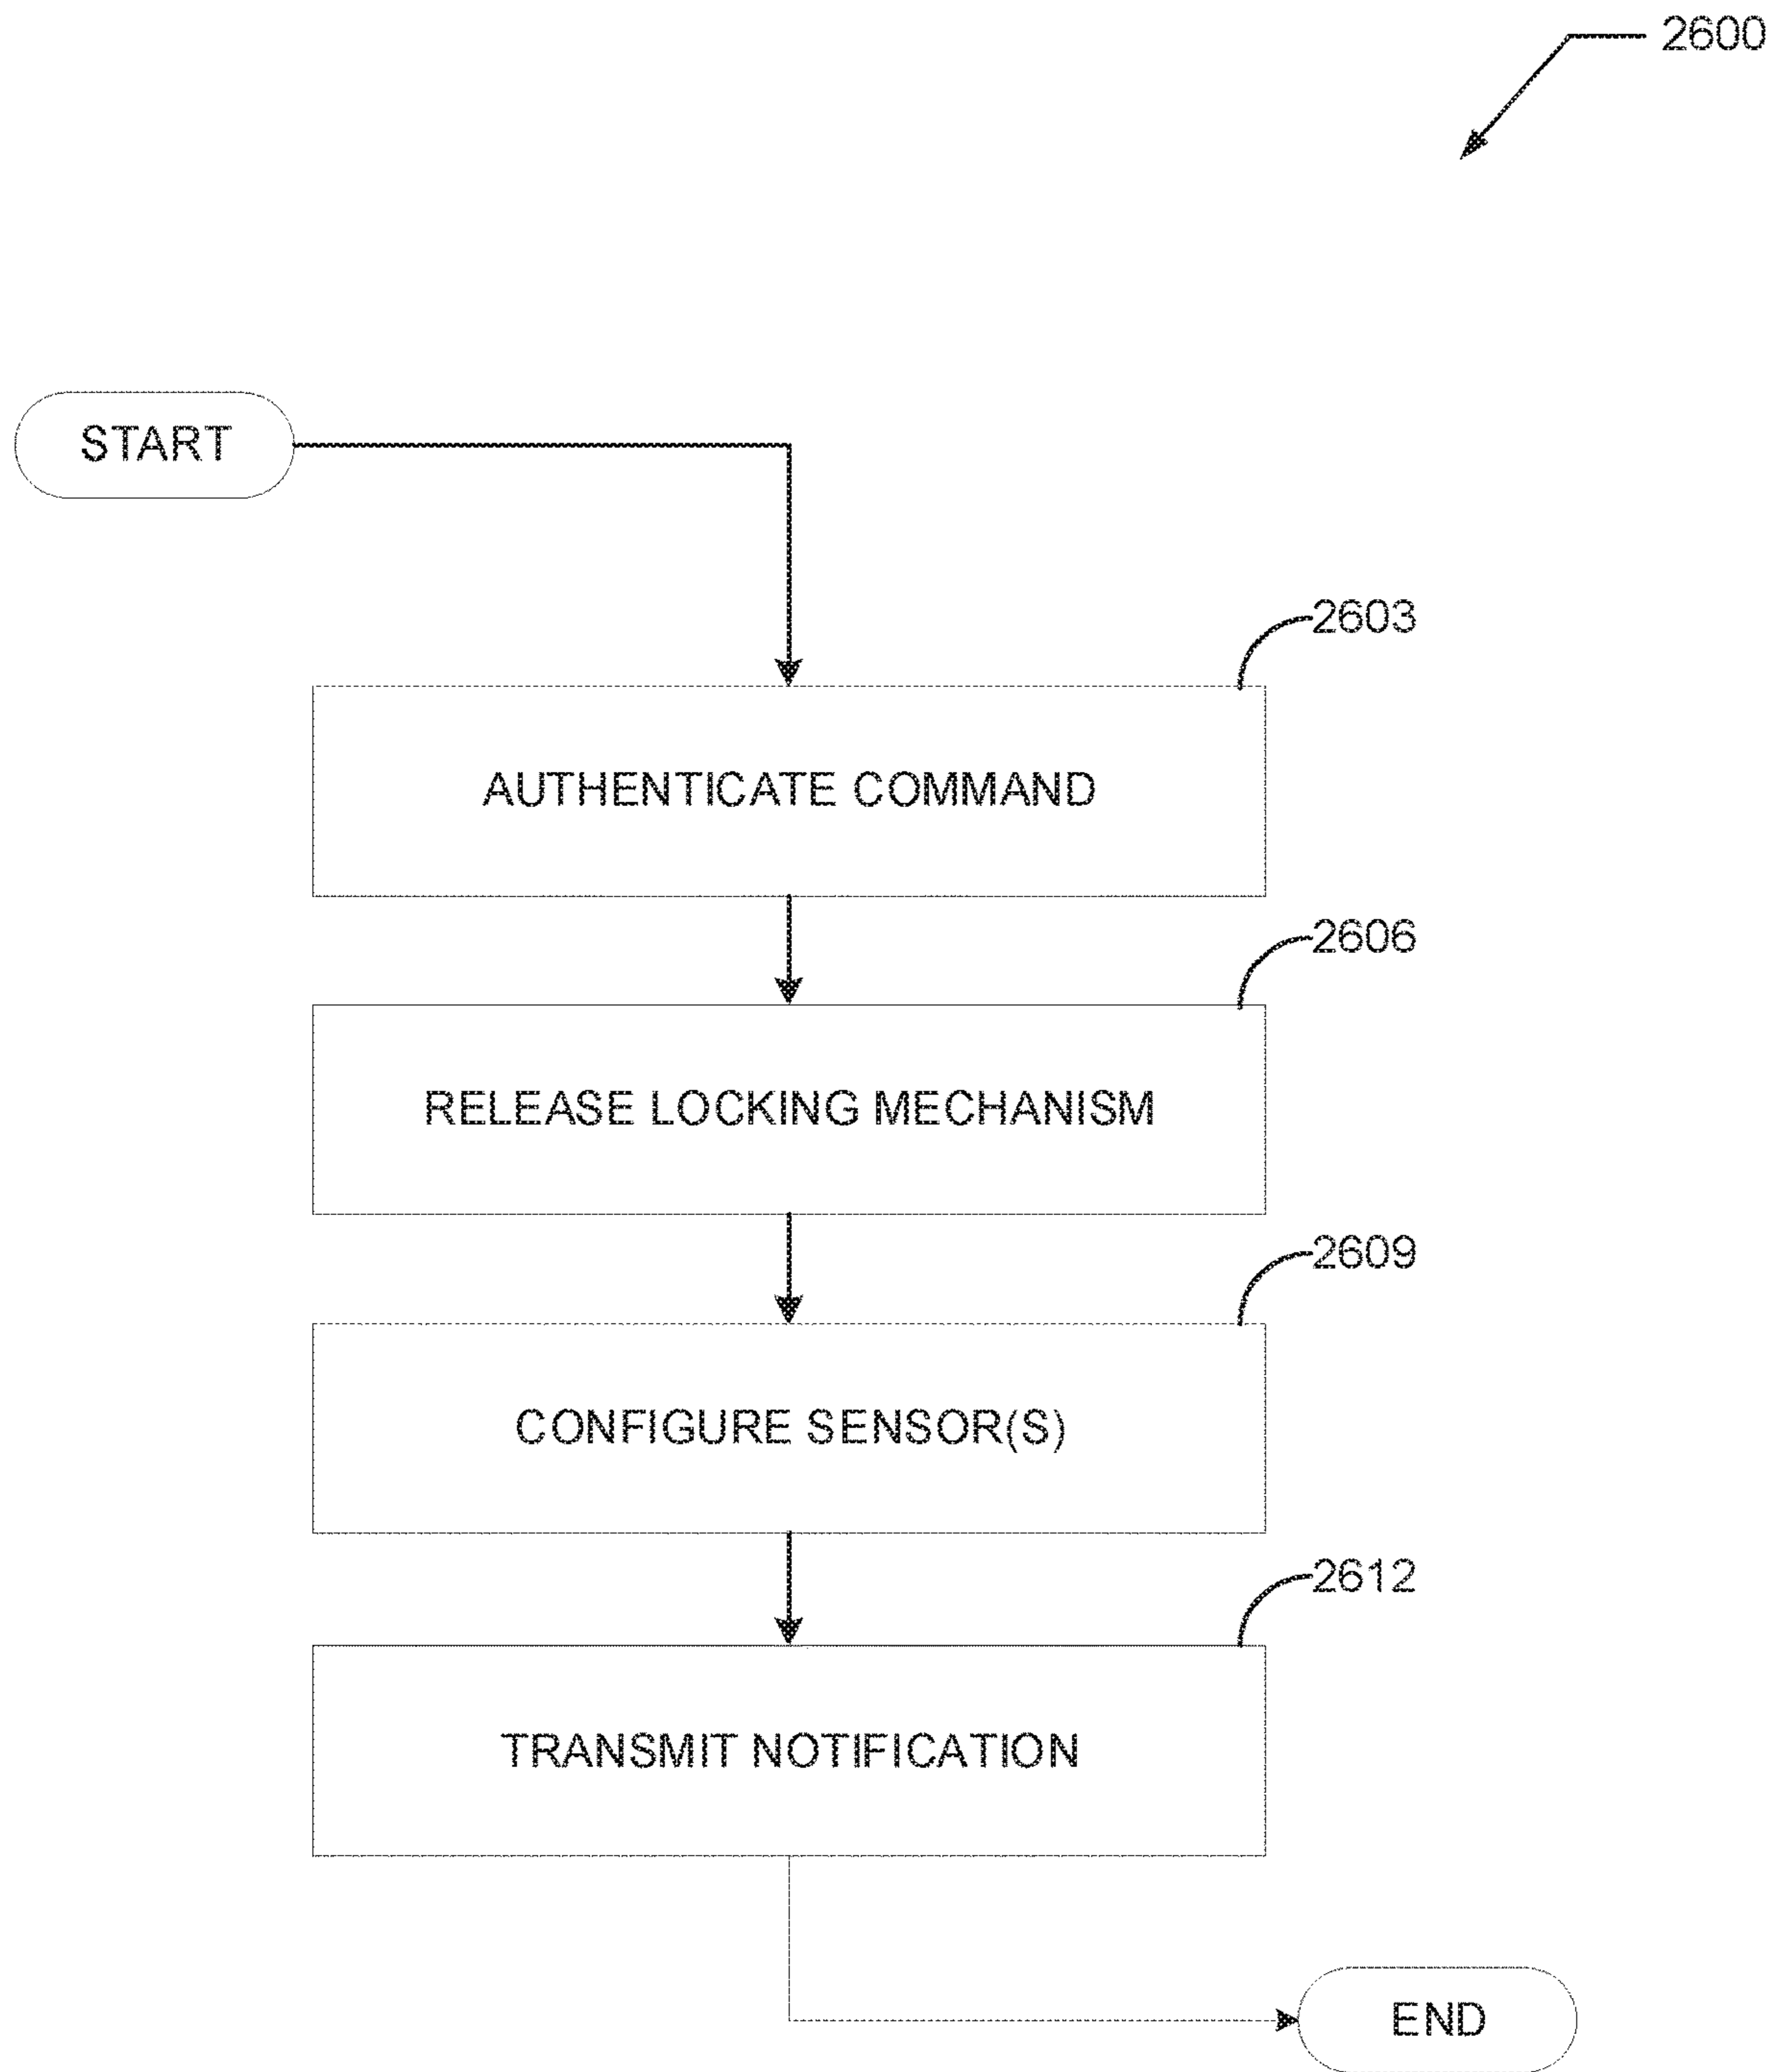 2600
START
2603
AUTHENTICATE COMMAND
2606
RELEASE LOCKING MECHANISM
2609
CONFIGURE SENSOR(S)
2612
TRANSMIT NOTIFICATION
END